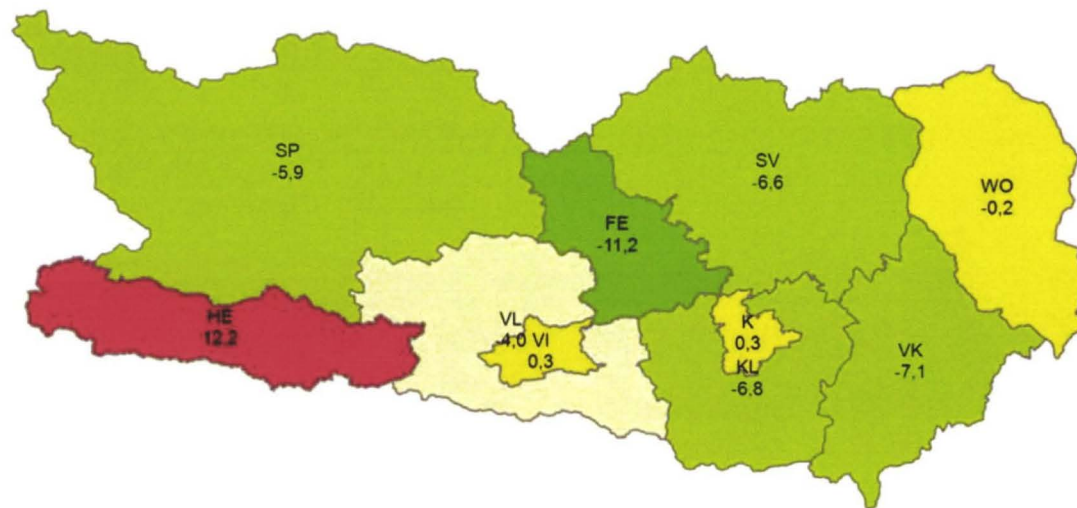 SP
-5,9
SV
-6,6
WO
-0,2
FE
-11,2
HE
12,2
VL
-4,0
VI
0,3
K
0,3
KL
-6,8
VK
-7,1